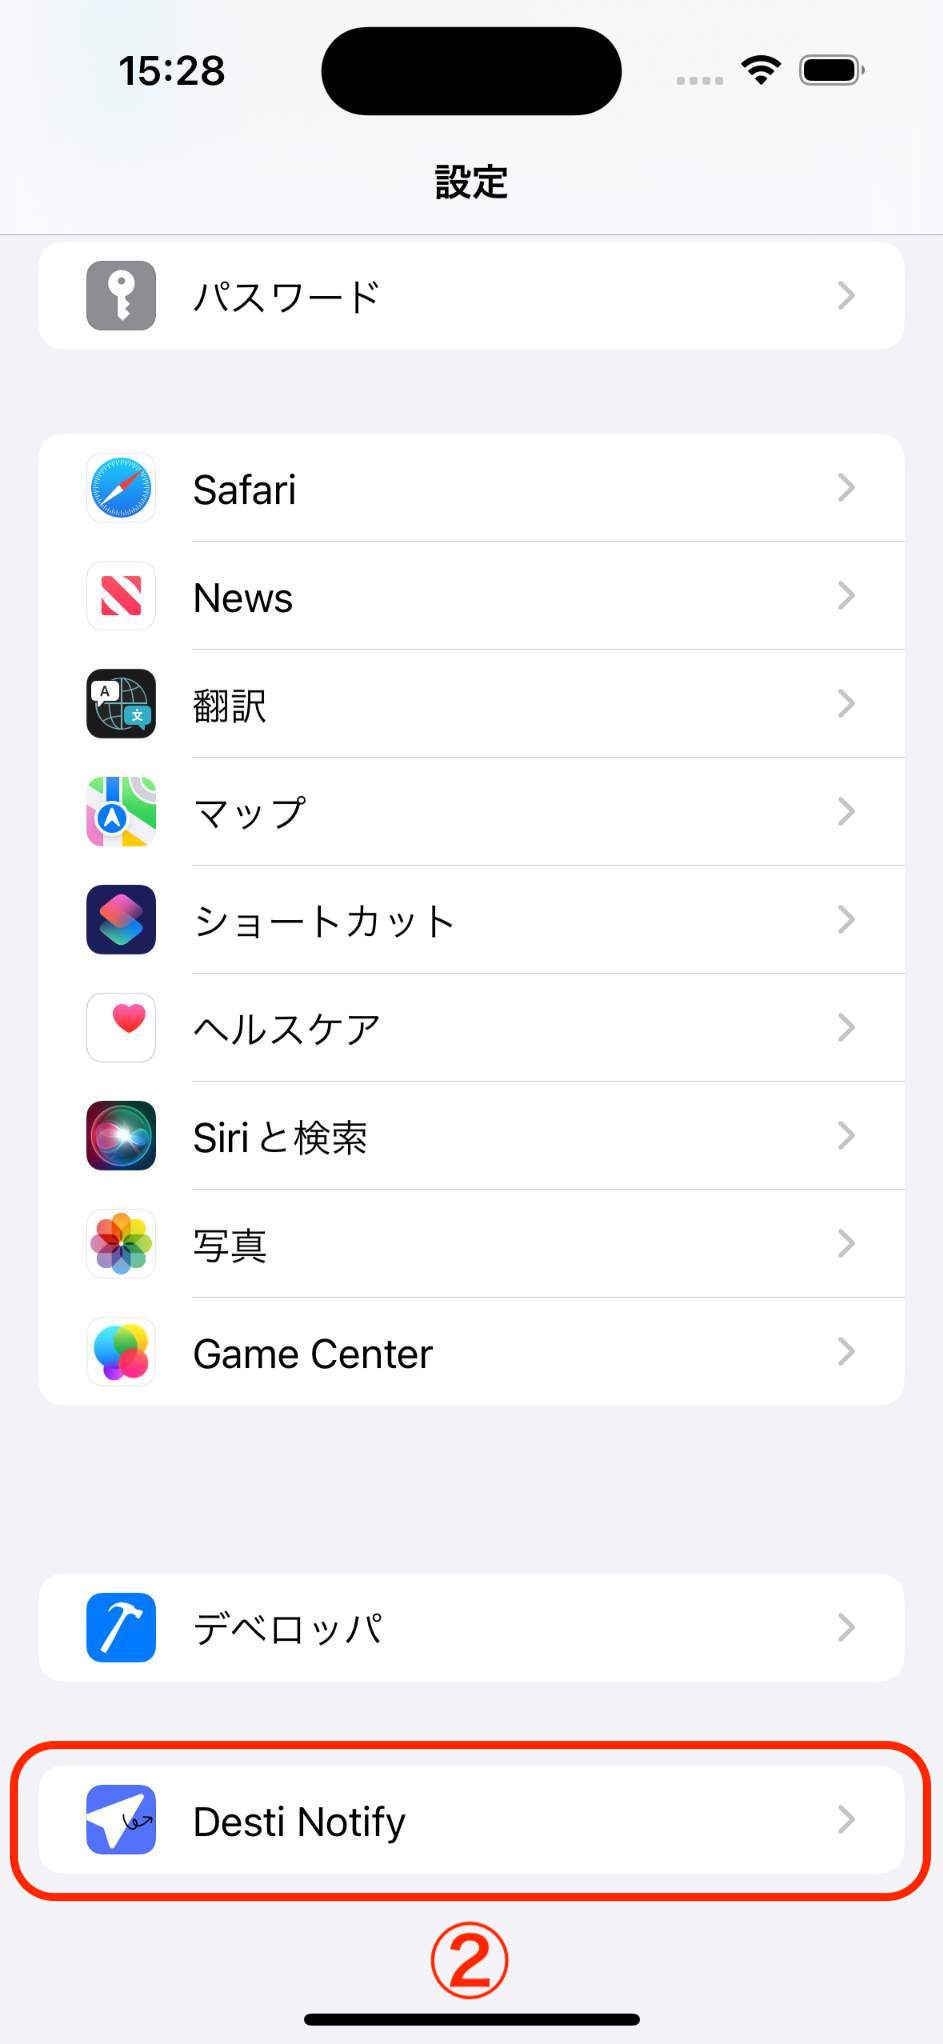 15:28
設定
パスワード
Safari
News
A
文
翻訳
マップ
ショートカット
ヘルスケア
Siriと検索
写真
Game Center
デベロッパ
Desti Notify
②